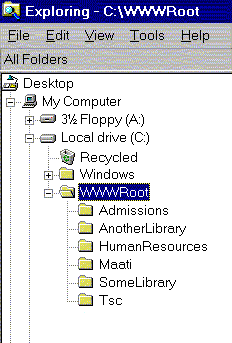 Exploring - C:\WWWRoot
File Edit View Tools Help
All Folders
Desktop
My Computer
3½ Floppy (A:)
Local drive (C:)
Recycled
Windows
WWWRoot
Admissions
AnotherLibrary
HumanResources
Maati
SomeLibrary
Tsc